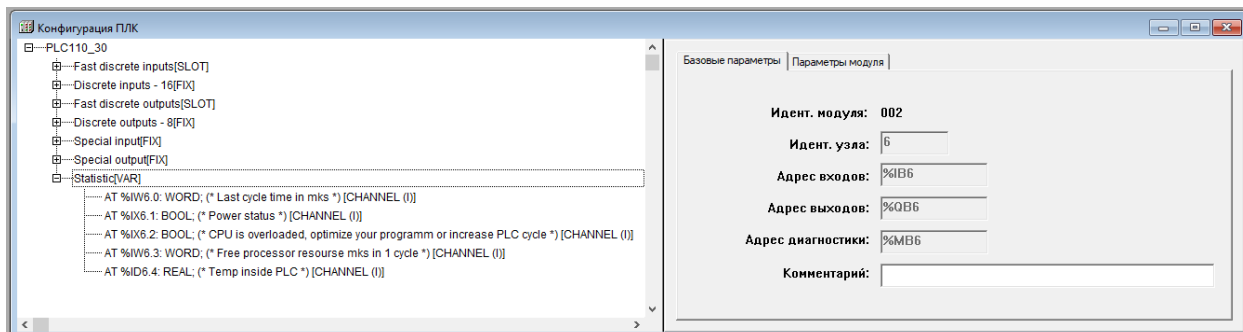 Конфигурация ПЛК
PLC110_30
Fast discrete inputs[SLOT]
Discrete inputs - 16[FIX]
Fast discrete outputs[SLOT]
Discrete outputs - 8[FIX]
Special input[FIX]
Special output[FIX]
Statistic[VAR]
AT %IW6.0: WORD; (* Last cycle time in mks *) [CHANNEL (I)]
AT %IX6.1: BOOL; (* Power status *) [CHANNEL (I)]
AT %IX6.2: BOOL; (* CPU is overloaded, optimize your programm or increase PLC cycle *) [CHANNEL (I)]
AT %IW6.3: WORD; (* Free processor resourse mks in 1 cycle *) [CHANNEL (I)]
AT %ID6.4: REAL; (* Temp inside PLC *) [CHANNEL (I)]
Базовые параметры Параметры модуля
Идент. модуля: 002
Идент. узла: 6
Адрес входов: %IB6
Адрес выходов: %QB6
Адрес диагностики: %MB6
Комментарий: